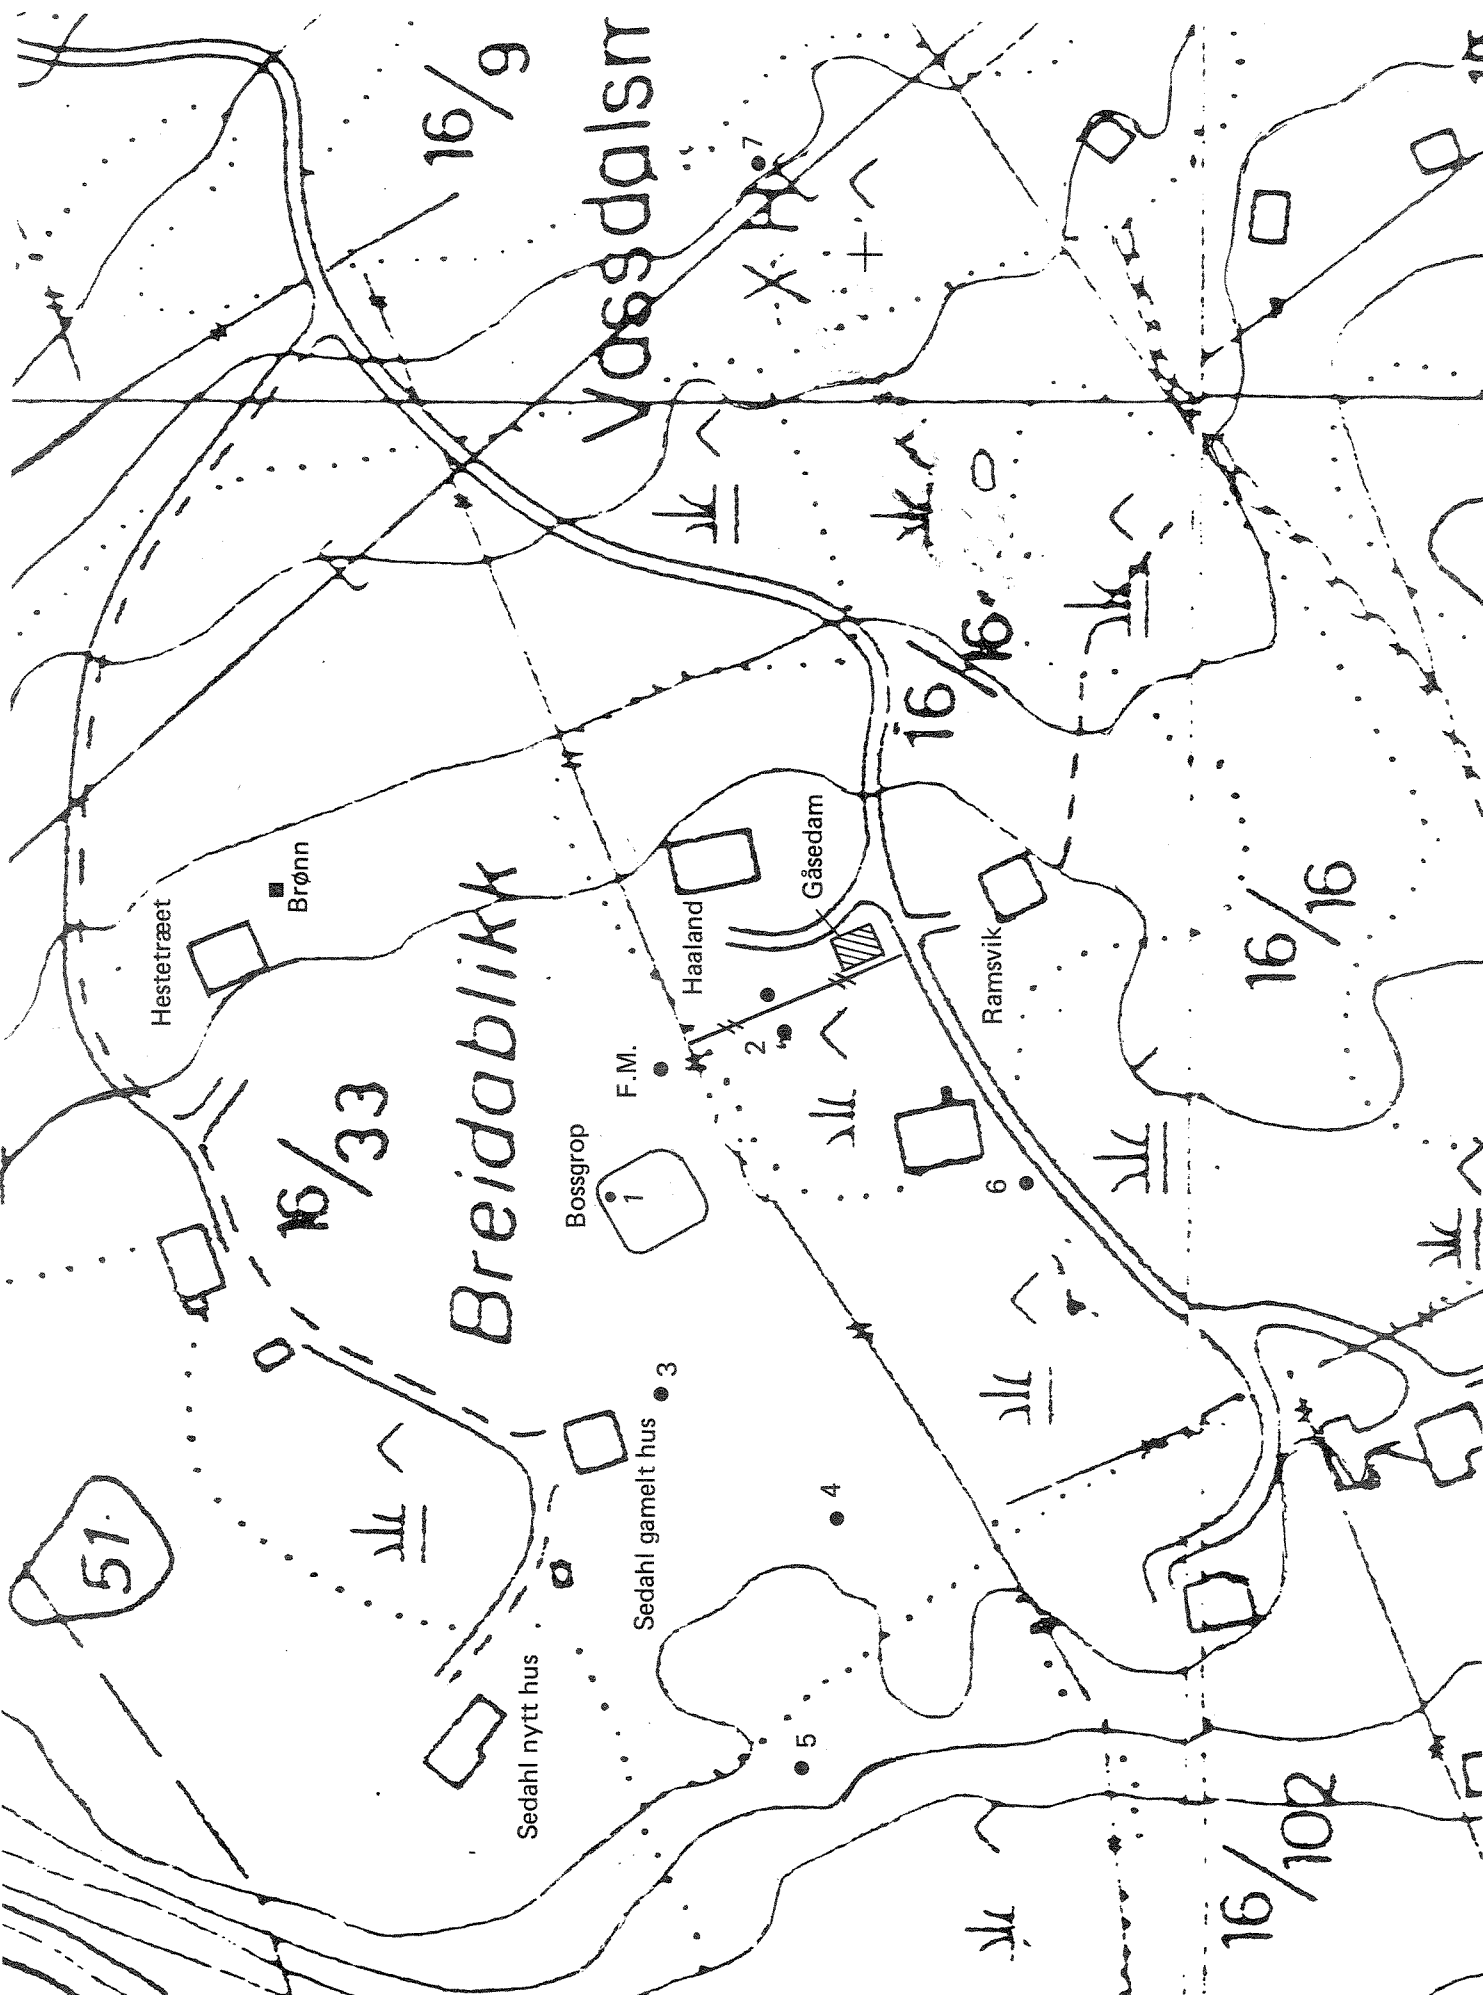 16/9
Vassdalsm
7
Brønn
Hestetræet
Breidablikk
16/33
Haaland
Gåsedam
16
16
Ramsvik
16/16
F.M.
2
Bossgrop
1
6
3
Sedahl gamelt hus
4
51
Sedahl nytt hus
5
16/102